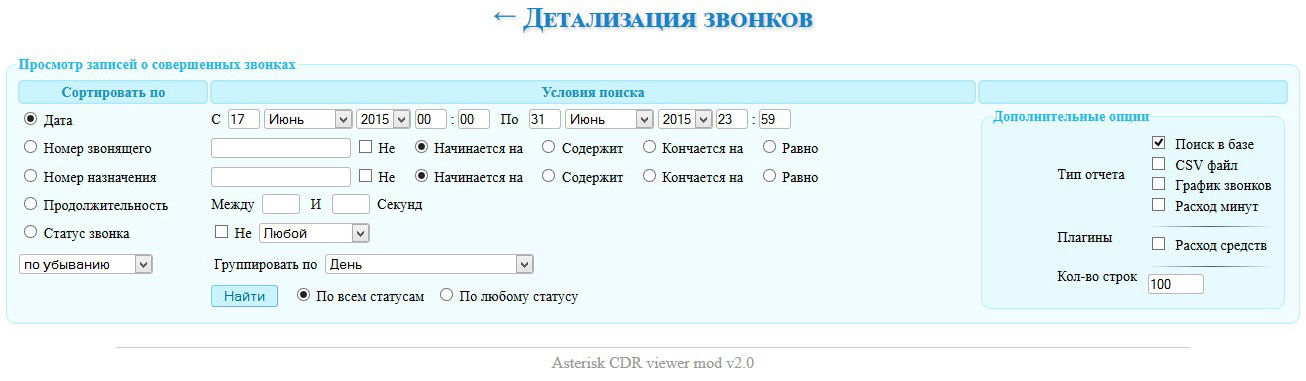 ← Детализация звонков
Просмотр записей о совершенных звонках
Сортировать по Условия поиска
Дата С 17 Июнь 2015 00 : 00 По 31 Июнь 2015 23 : 59
Дополнительные опции
Номер звонящего Не Начинается на Содержит Кончается на Равно
Поиск в базе
CSV файл
Номер назначения Не Начинается на Содержит Кончается на Равно
Тип отчета
График звонков
Продолжительность Между И Секунд
Расход минут
Статус звонка Не Любой
Плагины Расход средств
по убыванию Группировать по День
Кол-во строк 100
Найти По всем статусам По любому статусу
Asterisk CDR viewer mod v2.0